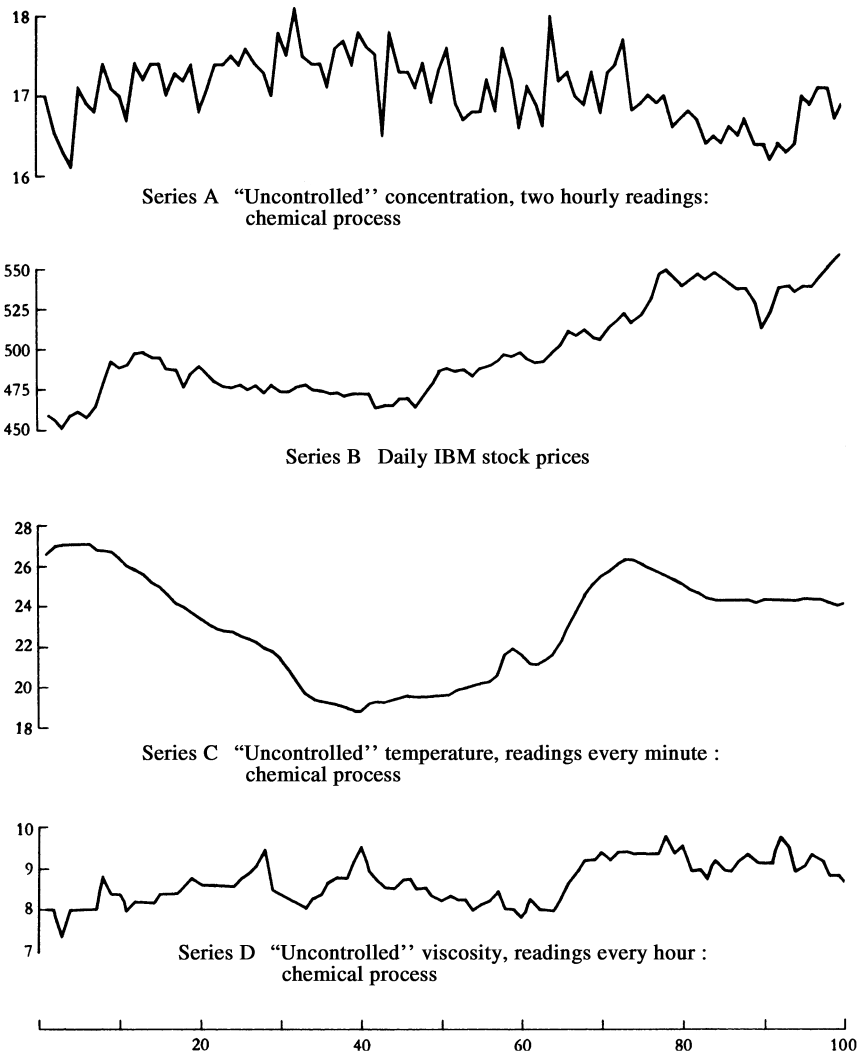 18
17
16
Series A “Uncontrolled’’ concentration, two hourly readings:
chemical process
550
525
500
475
450
Series B Daily IBM stock prices
28
26
24
22
20
18
Series C “Uncontrolled’’ temperature, readings every minute :
chemical process
10
9
8
7
Series D “Uncontrolled’’ viscosity, readings every hour :
chemical process
20 40 60 80 100